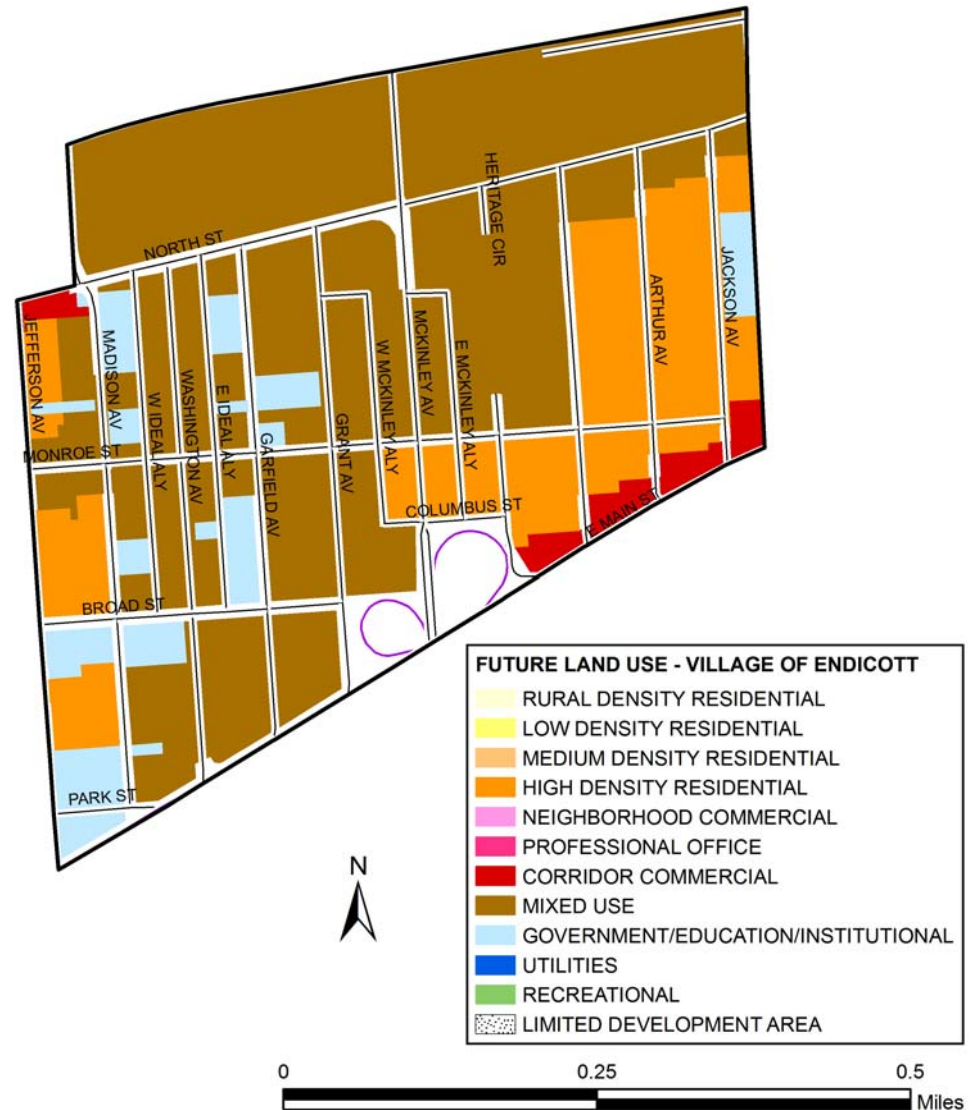 HERITAGE CIR
NORTH ST
JEFFERSON AV
MADISON AV
W IDEAL ALY
WASHINGTON AV
E IDEAL ALY
GARFIELD AV
GRANT AV
W MCKINLEY ALY
MCKINLEY AV
E MCKINLEY ALY
ARTHUR AV
JACKSON AV
MONROE ST
COLUMBUS ST
E MAIN ST
BROAD ST
PARK ST
N
FUTURE LAND USE - VILLAGE OF ENDICOTT
RURAL DENSITY RESIDENTIAL
LOW DENSITY RESIDENTIAL
MEDIUM DENSITY RESIDENTIAL
HIGH DENSITY RESIDENTIAL
NEIGHBORHOOD COMMERCIAL
PROFESSIONAL OFFICE
CORRIDOR COMMERCIAL
MIXED USE
GOVERNMENT/EDUCATION/INSTITUTIONAL
UTILITIES
RECREATIONAL
LIMITED DEVELOPMENT AREA
0 0.25 0.5
Miles